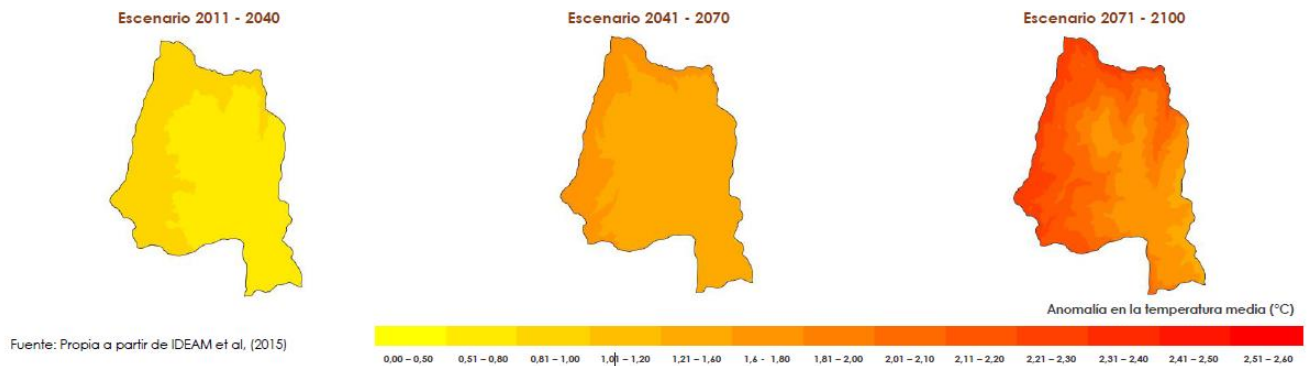 Escenario 2011 - 2040
Escenario 2041 - 2070
Escenario 2071 - 2100
Anomalía en la temperatura media (°C)
Fuente: Propia a partir de IDEAM et al, (2015)
0,00 – 0,50
0,51 – 0,80
0,81 – 1,00
1,01 – 1,20
1,21 – 1,60
1,6 - 1,80
1,81 – 2,00
2,01 – 2,10
2,11 – 2,20
2,21 – 2,30
2,31 – 2,40
2,41 – 2,50
2,51 – 2,60